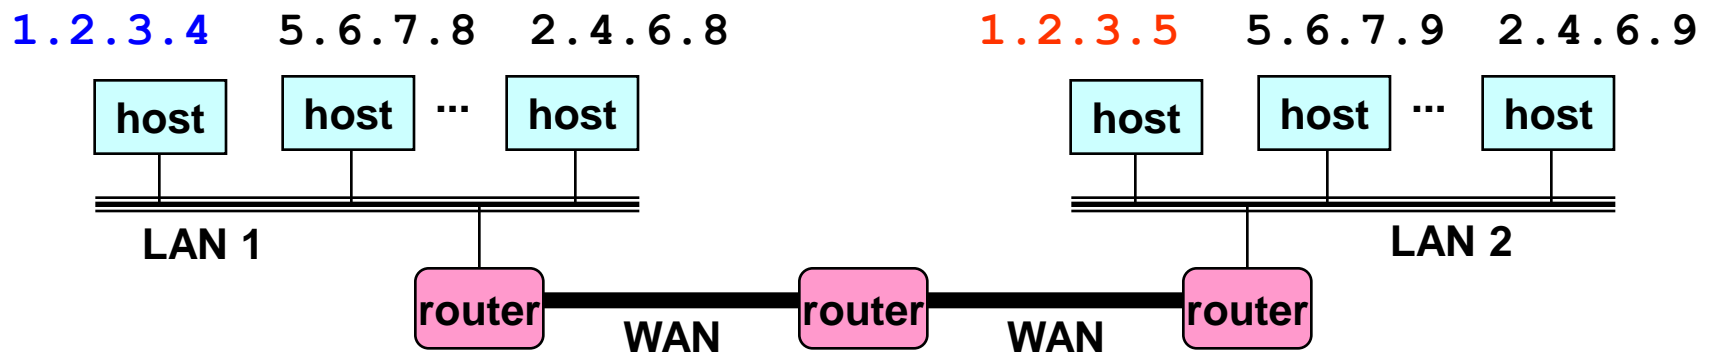 1.2.3.4 5.6.7.8 2.4.6.8 1.2.3.5 5.6.7.9 2.4.6.9
host host ... host host host ... host
LAN 1 LAN 2
router router router
WAN WAN